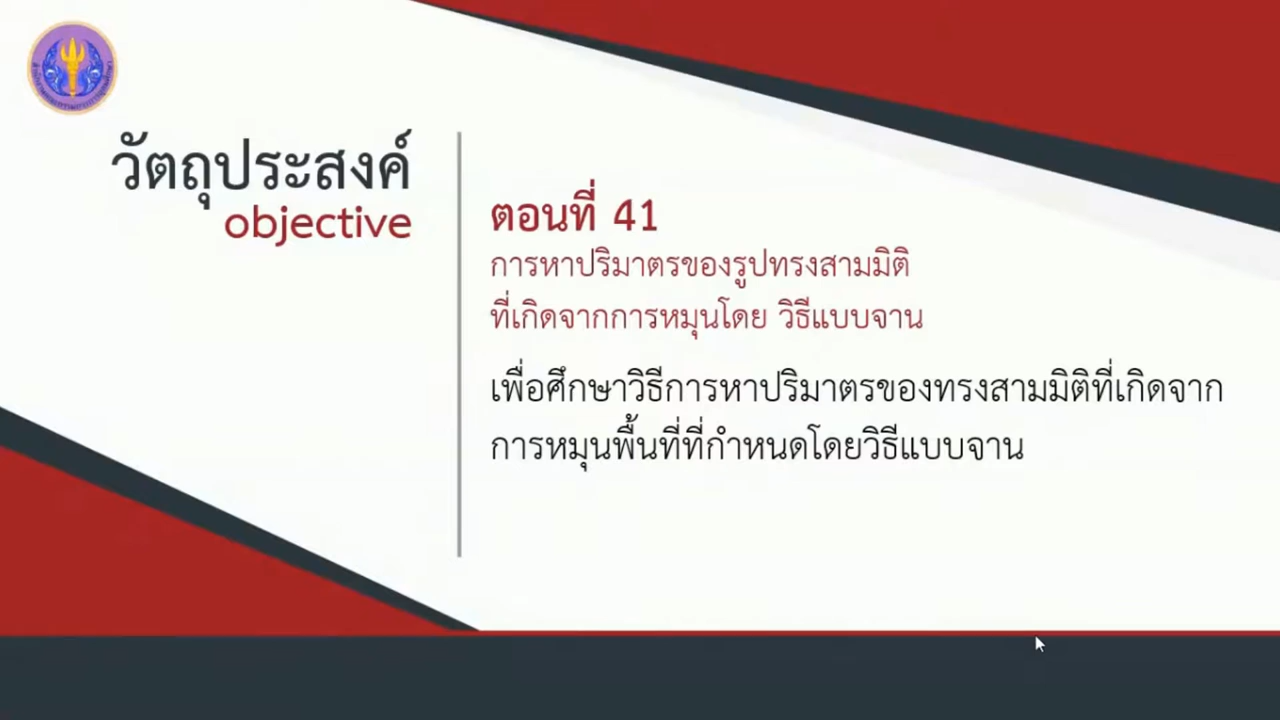 วัตถุประสงค์
objective
ตอนที่ 41
การหาปริมาตรของรูปทรงสามมิติ
ที่เกิดจากการหมุนโดย วิธีแบบจาน
เพื่อศึกษาวิธีการหาปริมาตรของทรงสามมิติที่เกิดจาก
การหมุนพื้นที่ที่กำหนดโดยวิธีแบบจาน